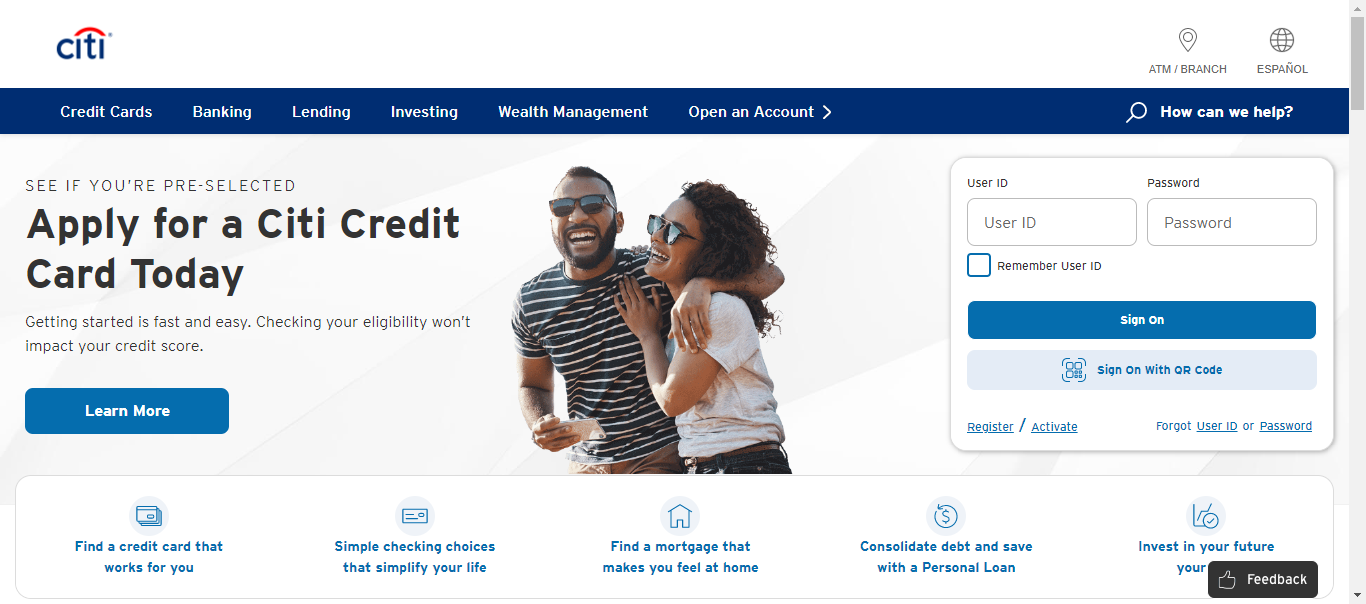 citi
ATM / BRANCH
ESPAÑOL
Credit Cards
Banking
Lending
Investing
Wealth Management
Open an Account
How can we help?
SEE IF YOU'RE PRE-SELECTED
Apply for a Citi Credit
Card Today
Getting started is fast and easy. Checking your eligibility won't
impact your credit score.
Learn More
User ID
Password
User ID
Password
Remember User ID
Sign On
Sign On With QR Code
Register / Activate
Forgot User ID or Password
Find a credit card that
works for you
Simple checking choices
that simplify your life
Find a mortgage that
makes you feel at home
Consolidate debt and save
with a Personal Loan
Invest in your future
your
Feedback